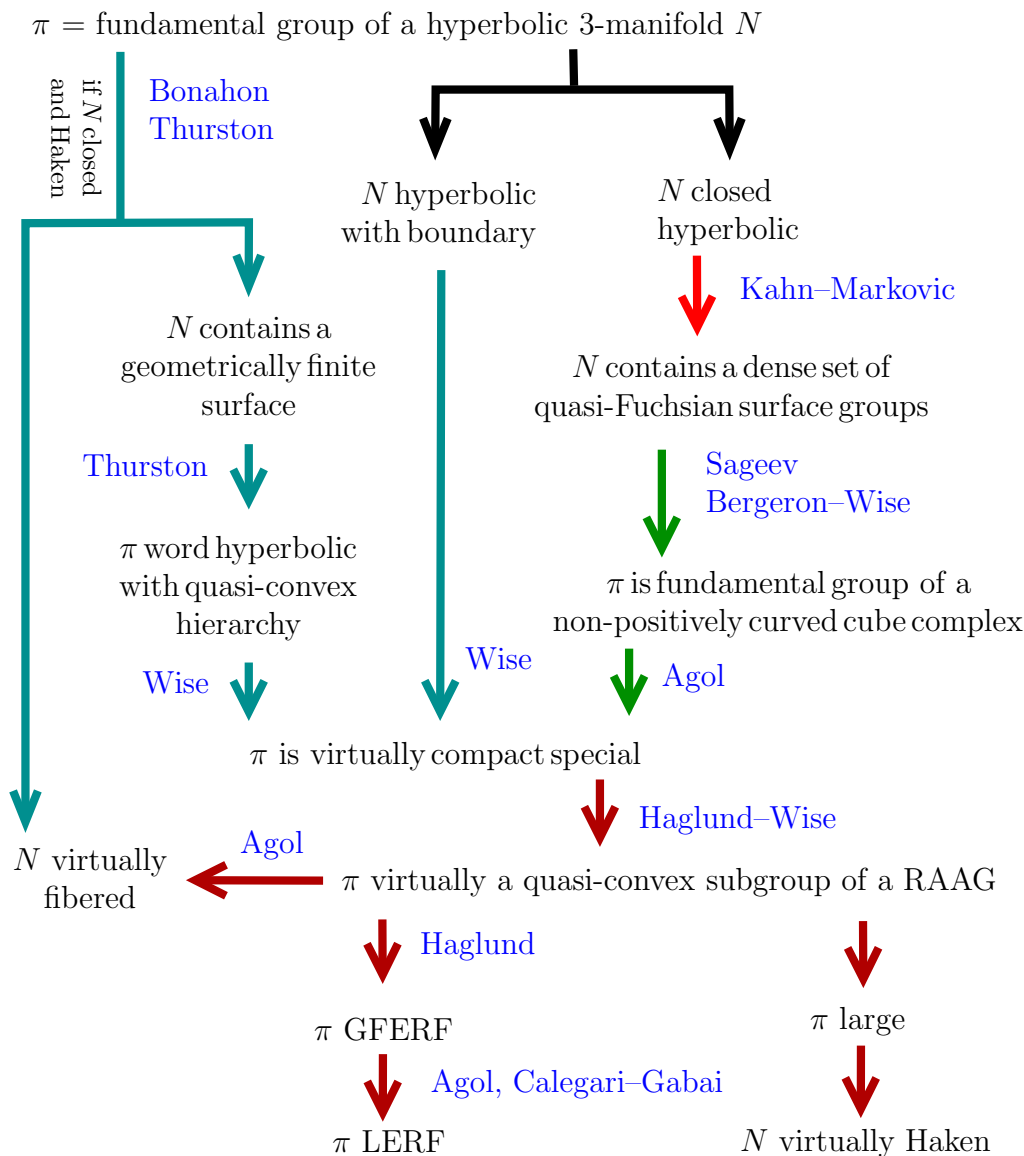 π = fundamental group of a hyperbolic 3-manifold N
if N closed
and Haken
Bonahon
Thurston
N hyperbolic
with boundary
N closed
hyperbolic
Kahn–Markovic
N contains a
geometrically finite
surface
N contains a dense set of
quasi-Fuchsian surface groups
Thurston
Sageev
Bergeron–Wise
π word hyperbolic
with quasi-convex
hierarchy
π is fundamental group of a
non-positively curved cube complex
Wise
Wise
Agol
π is virtually compact special
Haglund–Wise
N virtually
fibered
Agol
π virtually a quasi-convex subgroup of a RAAG
Haglund
π GFERF
π large
Agol, Calegari–Gabai
π LERF
N virtually Haken